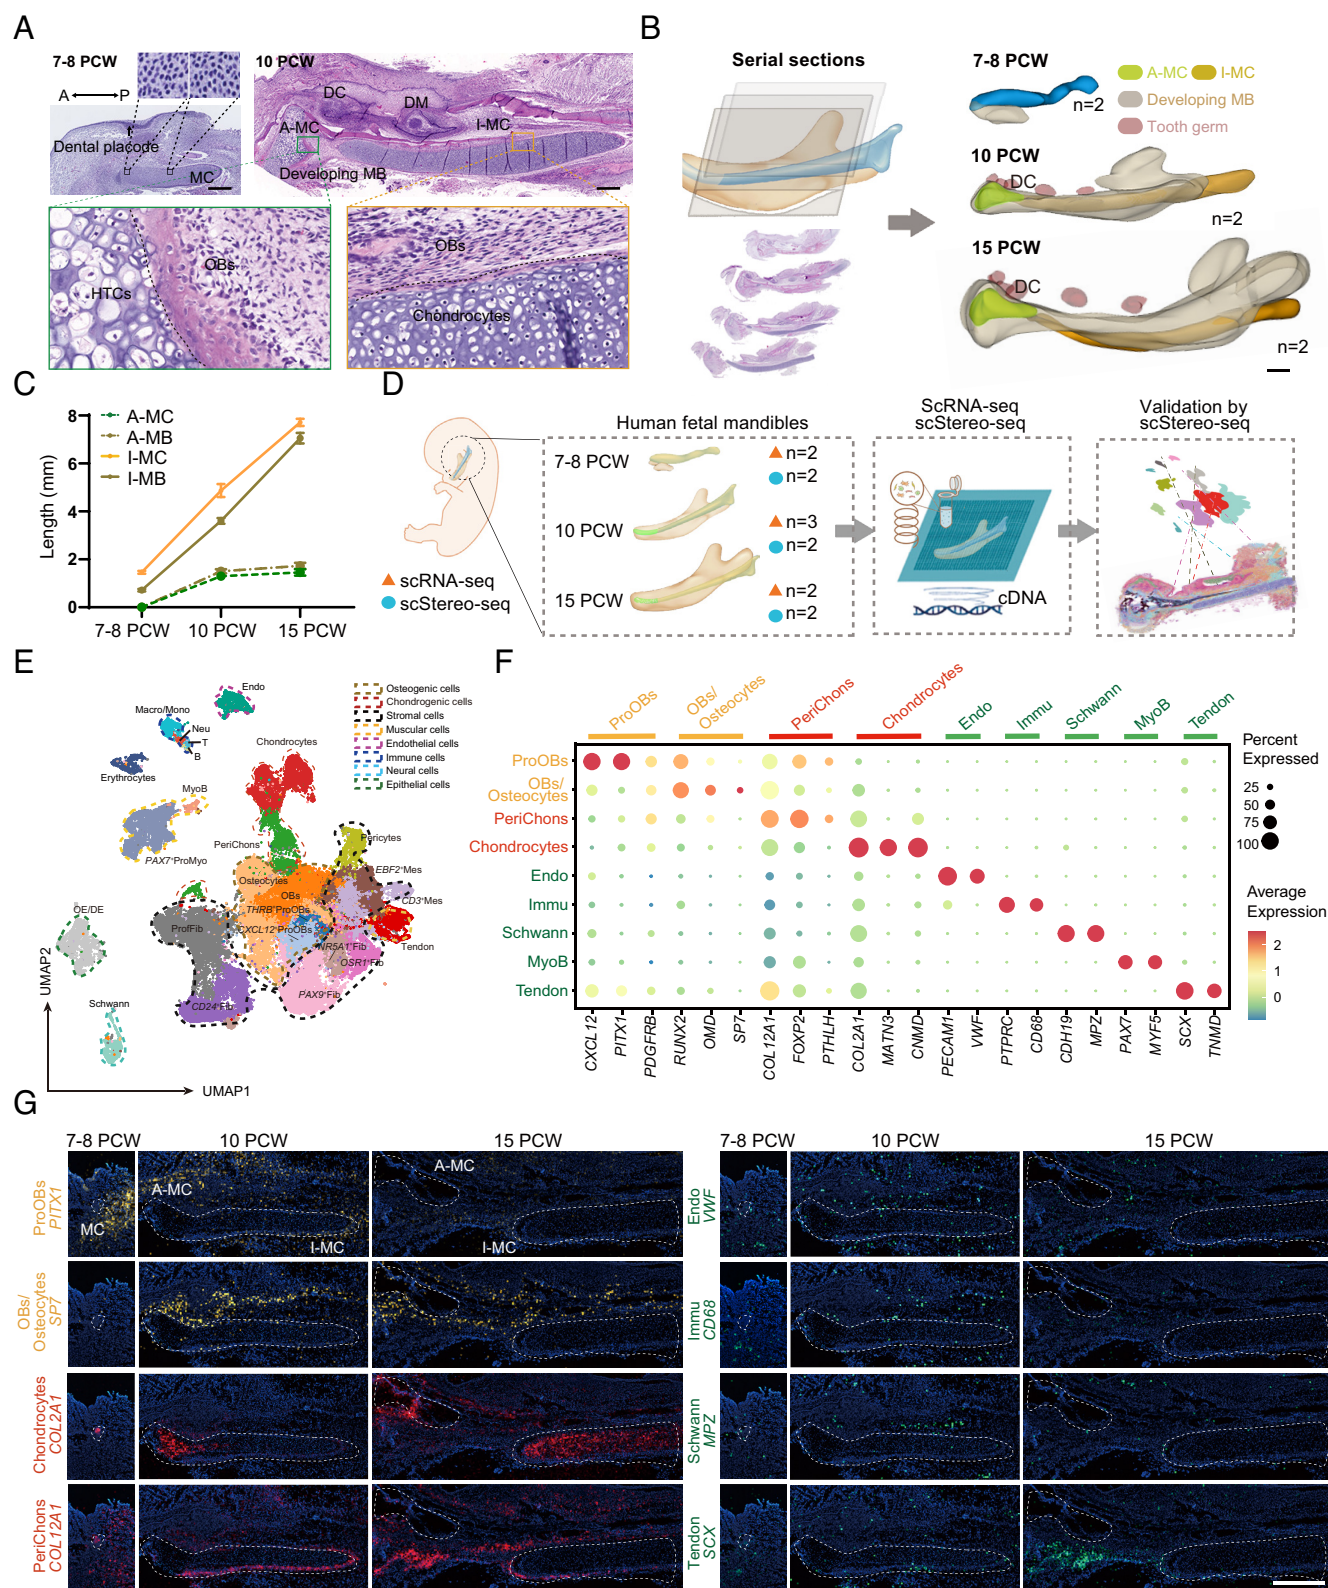 A
7-8 PCW
A
P
Dental placode
MC
10 PCW
DC
DM
A-MC
I-MC
Developing MB
HTCs
OBs
OBs
Chondrocytes
B
Serial sections
7-8 PCW
n=2
A-MC
I-MC
Developing MB
Tooth germ
10 PCW
DC
n=2
15 PCW
DC
n=2
C
Length (mm)
8
6
4
2
0
A-MC
A-MB
I-MC
I-MB
7-8 PCW
10 PCW
15 PCW
D
scRNA-seq
scStereo-seq
Human fetal mandibles
7-8 PCW
n=2
n=2
10 PCW
n=3
n=2
15 PCW
n=2
n=2
ScRNA-seq
scStereo-seq
cDNA
Validation by
scStereo-seq
E
Endo
Macro/Mono
Neu
T
B
Erythrocytes
Chondrocytes
MyoB
PAX7+ProMyo
PeriChons
Pericytes
Osteocytes
EBF2+Mes
OBs
CD3+Mes
THRB+ProOBs
OE/DE
ProfFib
CXCL12+ProOBs
NR5A1+Fib
Tendon
OSR1+Fib
PAX9+Fib
CD24+Fib
Schwann
UMAP2
UMAP1
Osteogenic cells
Chondrogenic cells
Stromal cells
Muscular cells
Endothelial cells
Immune cells
Neural cells
Epithelial cells
F
ProOBs
OBs/
Osteocytes
PeriChons
Chondrocytes
Endo
Immu
Schwann
MyoB
Tendon
ProOBs
OBs/
Osteocytes
PeriChons
Chondrocytes
Endo
Immu
Schwann
MyoB
Tendon
CXCL12
PITX1
PDGFRB
RUNX2
OMD
SP7
COL12A1
FOXP2
PTHLH
COL2A1
MATN3
CNMD
PECAM1
VWF
PTPRC
CD68
CDH19
MPZ
PAX7
MYF5
SCX
TNMD
Percent
Expressed
25
50
75
100
Average
Expression
2
1
0
G
7-8 PCW
10 PCW
15 PCW
7-8 PCW
10 PCW
15 PCW
ProOBs
PITX1
MC
A-MC
I-MC
A-MC
I-MC
Endo
VWF
OBs/
Osteocytes
SP7
Immu
CD68
Chondrocytes
COL2A1
Schwann
MPZ
PeriChons
COL12A1
Tendon
SCX